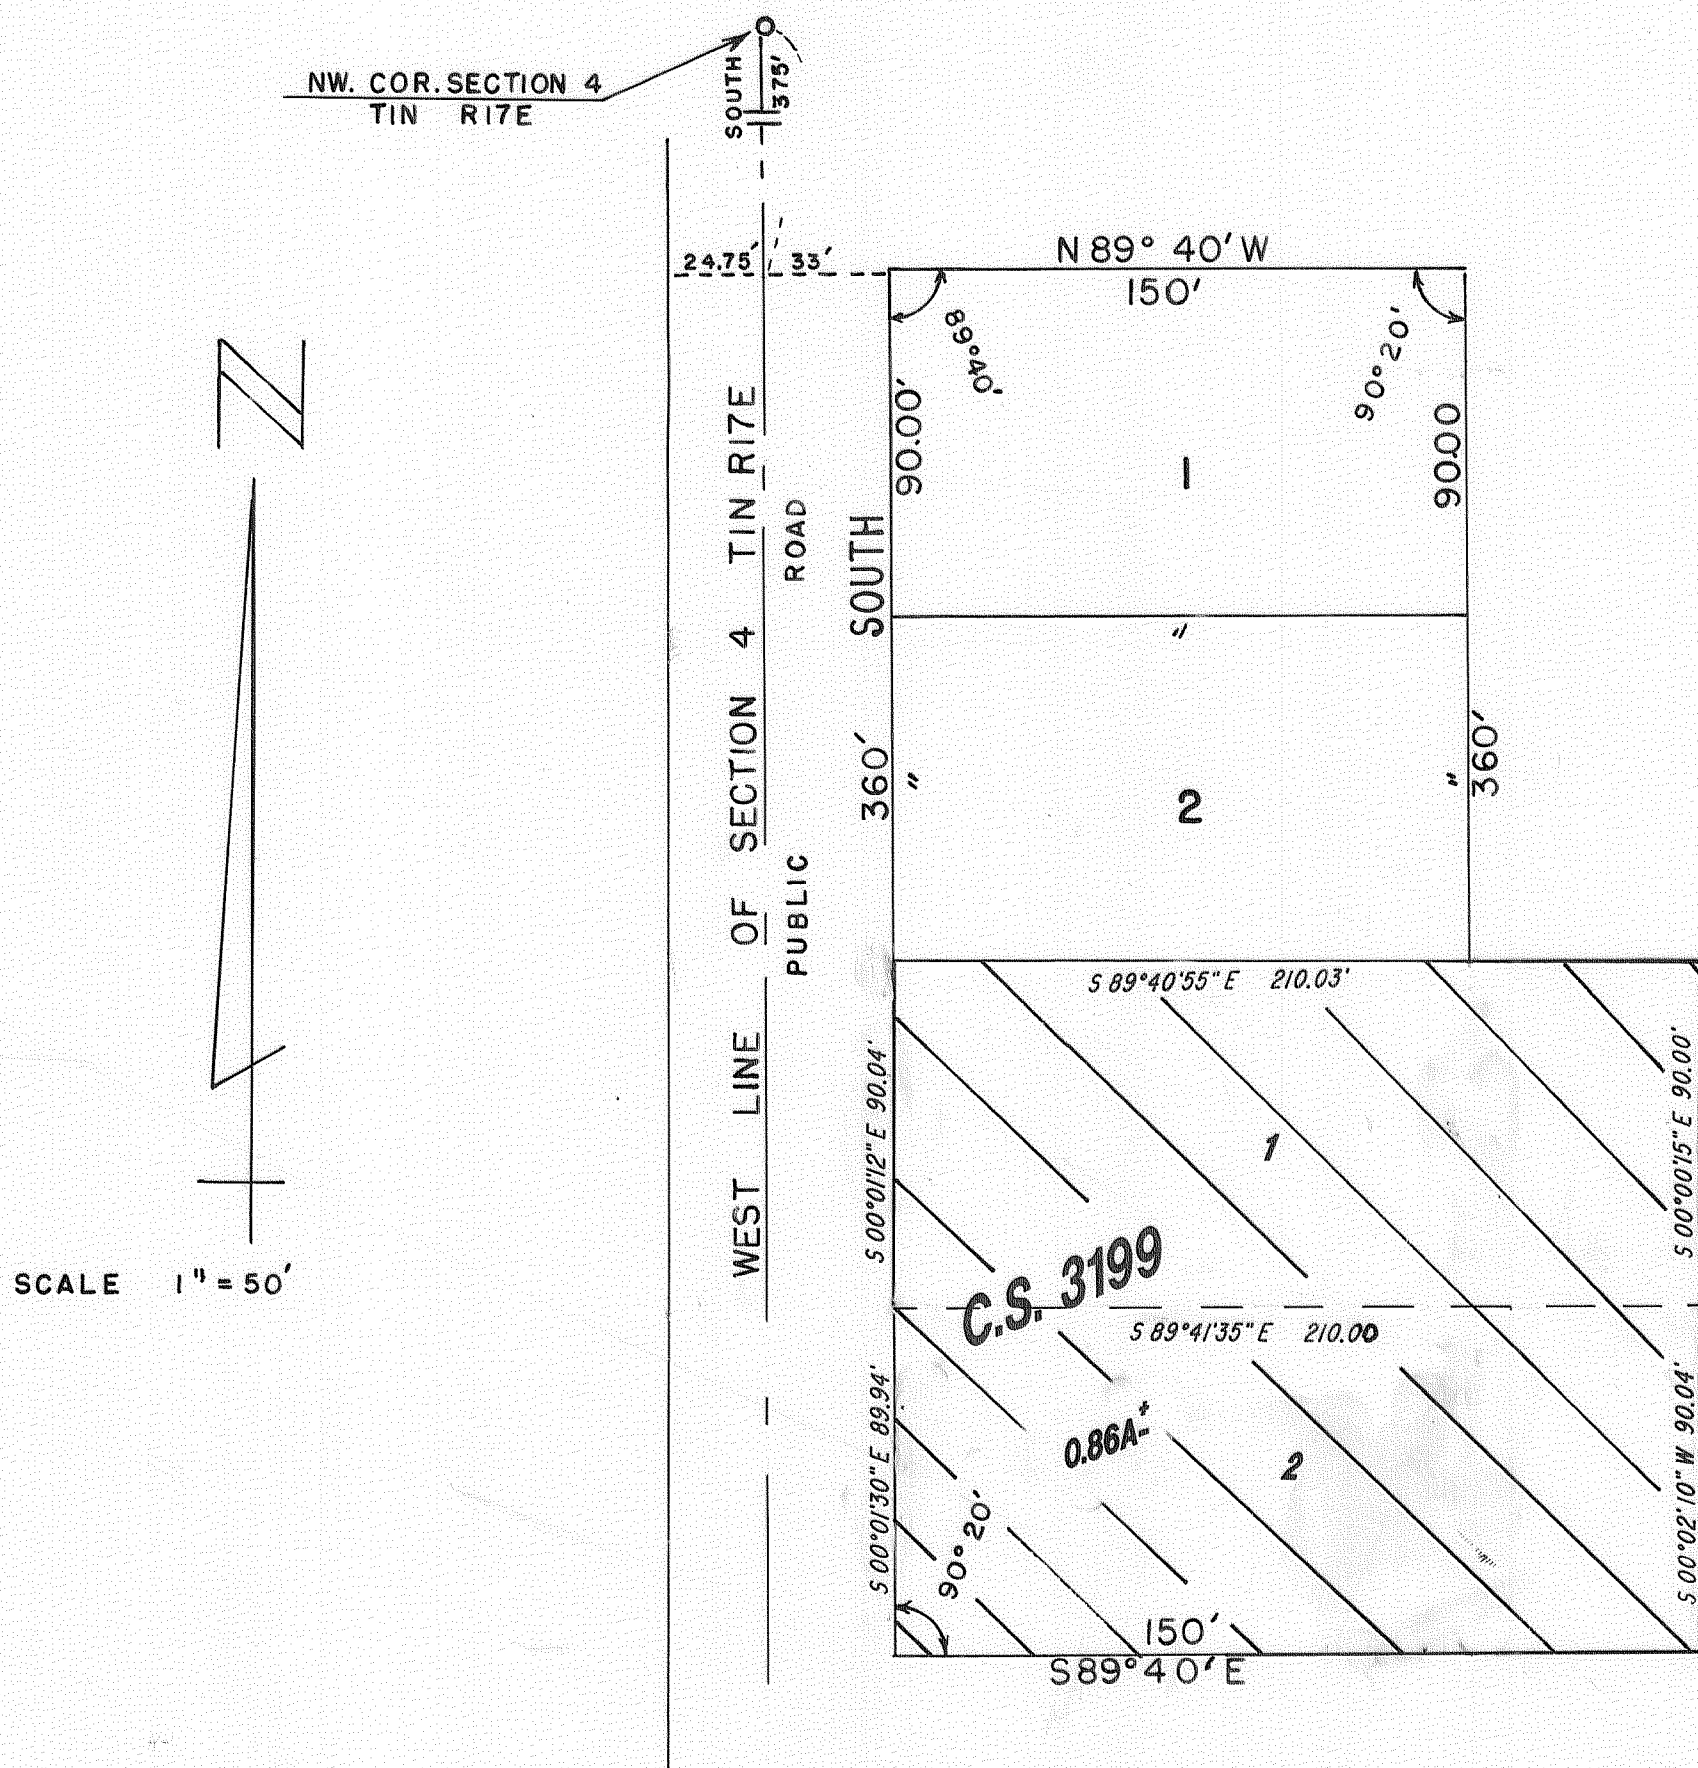 NW. COR. SECTION 4
T1N R17E
SOUTH
375'
24.75'
33'
N 89° 40' W
150'
89°40'
90°20'
90.00'
90.00
1
SOUTH
"
360'
"
2
"
360'
WEST LINE OF SECTION 4 T1N R17E
PUBLIC ROAD
N
SCALE 1" = 50'
S 89°40'55" E 210.03'
S 00°01'12" E 90.04'
1
S 00°00'15" E 90.00'
C.S. 3199
S 89°41'35" E 210.00
S 00°01'30" E 89.94'
0.86A±
2
S 00°02'10" W 90.04'
90° 20'
150'
S 89° 40' E